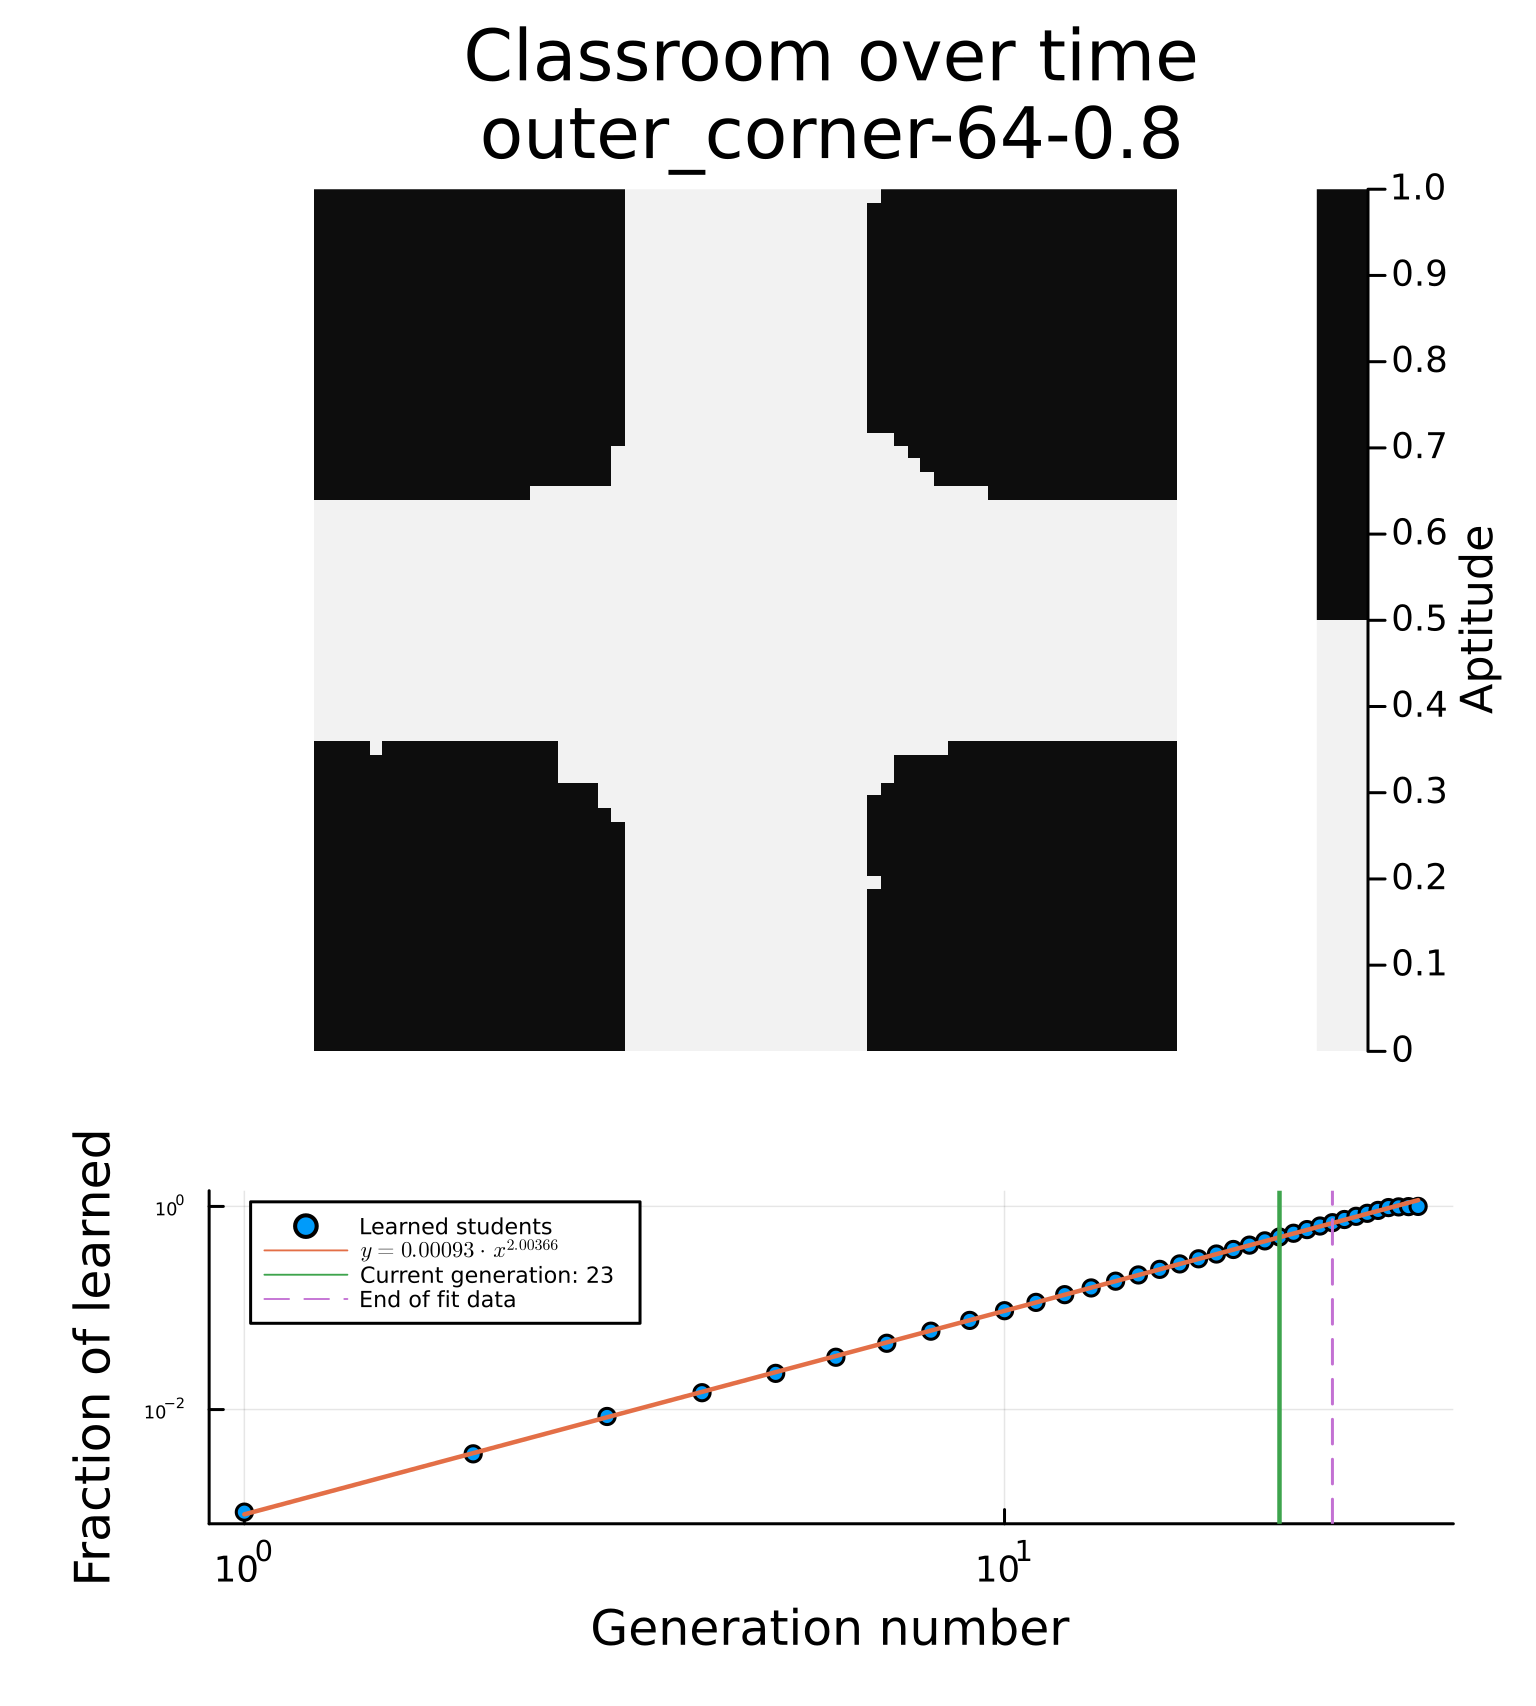 Classroom over time
outer_corner-64-0.8
1.0
0.9
0.8
0.7
0.6
0.5
0.4
0.3
0.2
0.1
0
Aptitude
Fraction of learned
10⁰
10⁻²
Learned students
y = 0.00093 · x^2.00366
Current generation: 23
End of fit data
10⁰
10¹
Generation number